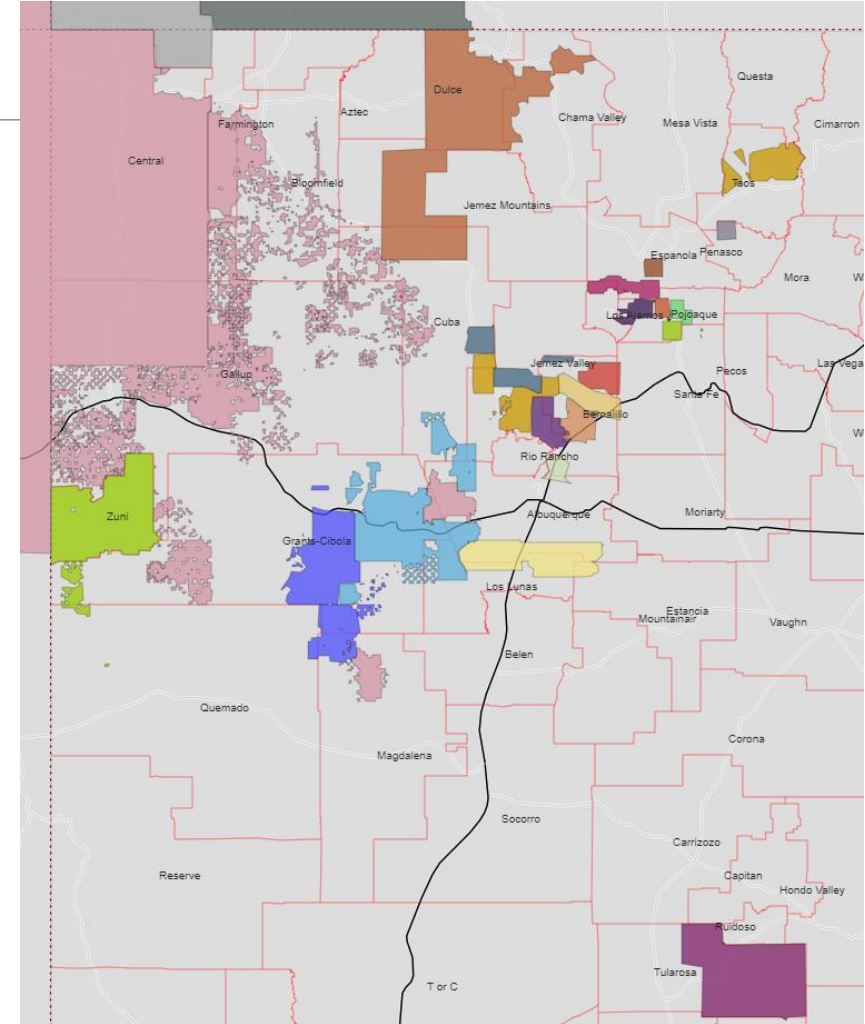 Questa
Dulce
Aztec
Chama Valley
Mesa Vista
Cimarron
Farmington
Central
Bloomfield
Taos
Jemez Mountains
Espanola
Penasco
Mora
W
Los Alamos
Pojoaque
Cuba
Jemez Valley
Las Vega
Pecos
Gallup
Santa Fe
Bernalillo
W
Rio Rancho
Zuni
Albuquerque
Moriarty
Grants-Cibola
Los Lunas
Estancia
Mountainair
Vaughn
Belen
Quemado
Corona
Magdalena
Socorro
Carrizozo
Reserve
Capitan
Hondo Valley
Ruidoso
Tularosa
T or C